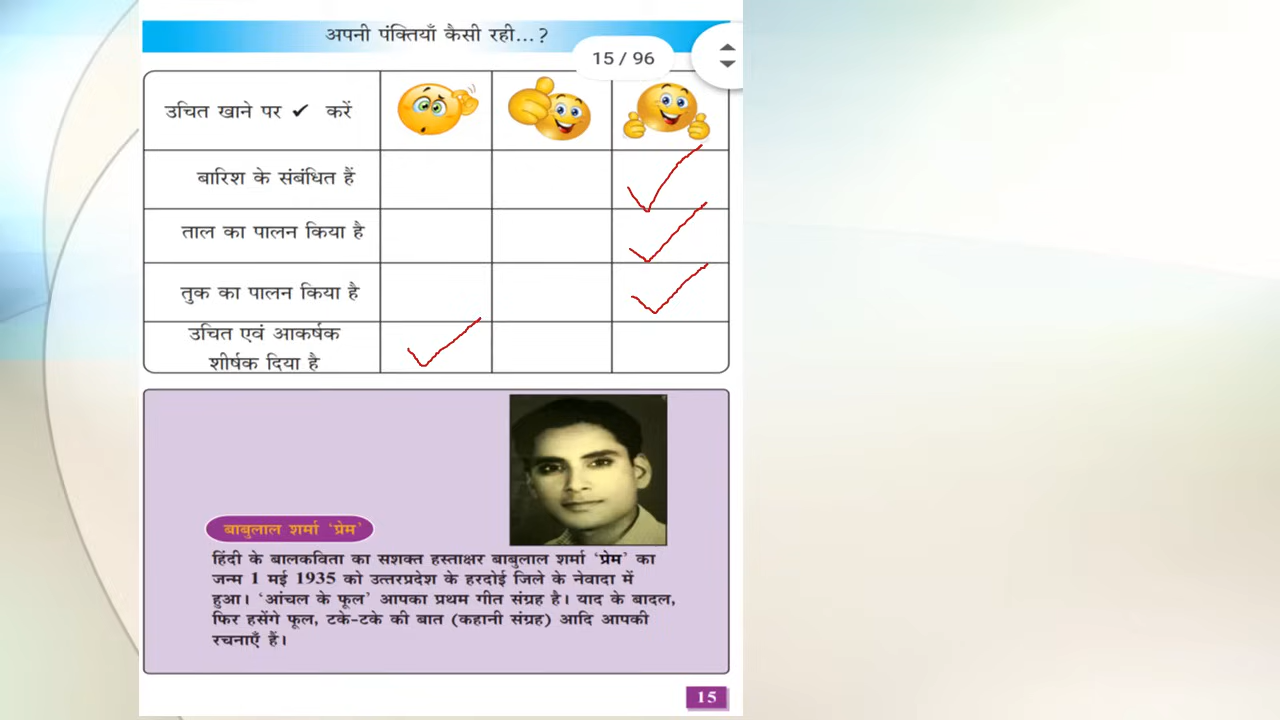 अपनी पंक्तियाँ कैसी रही...?
15 / 96
उचित खाने पर ✔ करें
बारिश के संबंधित हैं
ताल का पालन किया है
तुक का पालन किया है
उचित एवं आकर्षक
शीर्षक दिया है
बाबुलाल शर्मा ‘प्रेम’
हिंदी के बालकविता का सशक्त हस्ताक्षर बाबुलाल शर्मा ‘प्रेम’ का
जन्म 1 मई 1935 को उत्तरप्रदेश के हरदोई जिले के नेवादा में
हुआ। ‘आंचल के फूल’ आपका प्रथम गीत संग्रह है। याद के बादल,
फिर हसेंगे फूल, टके-टके की बात (कहानी संग्रह) आदि आपकी
रचनाएँ हैं।
15